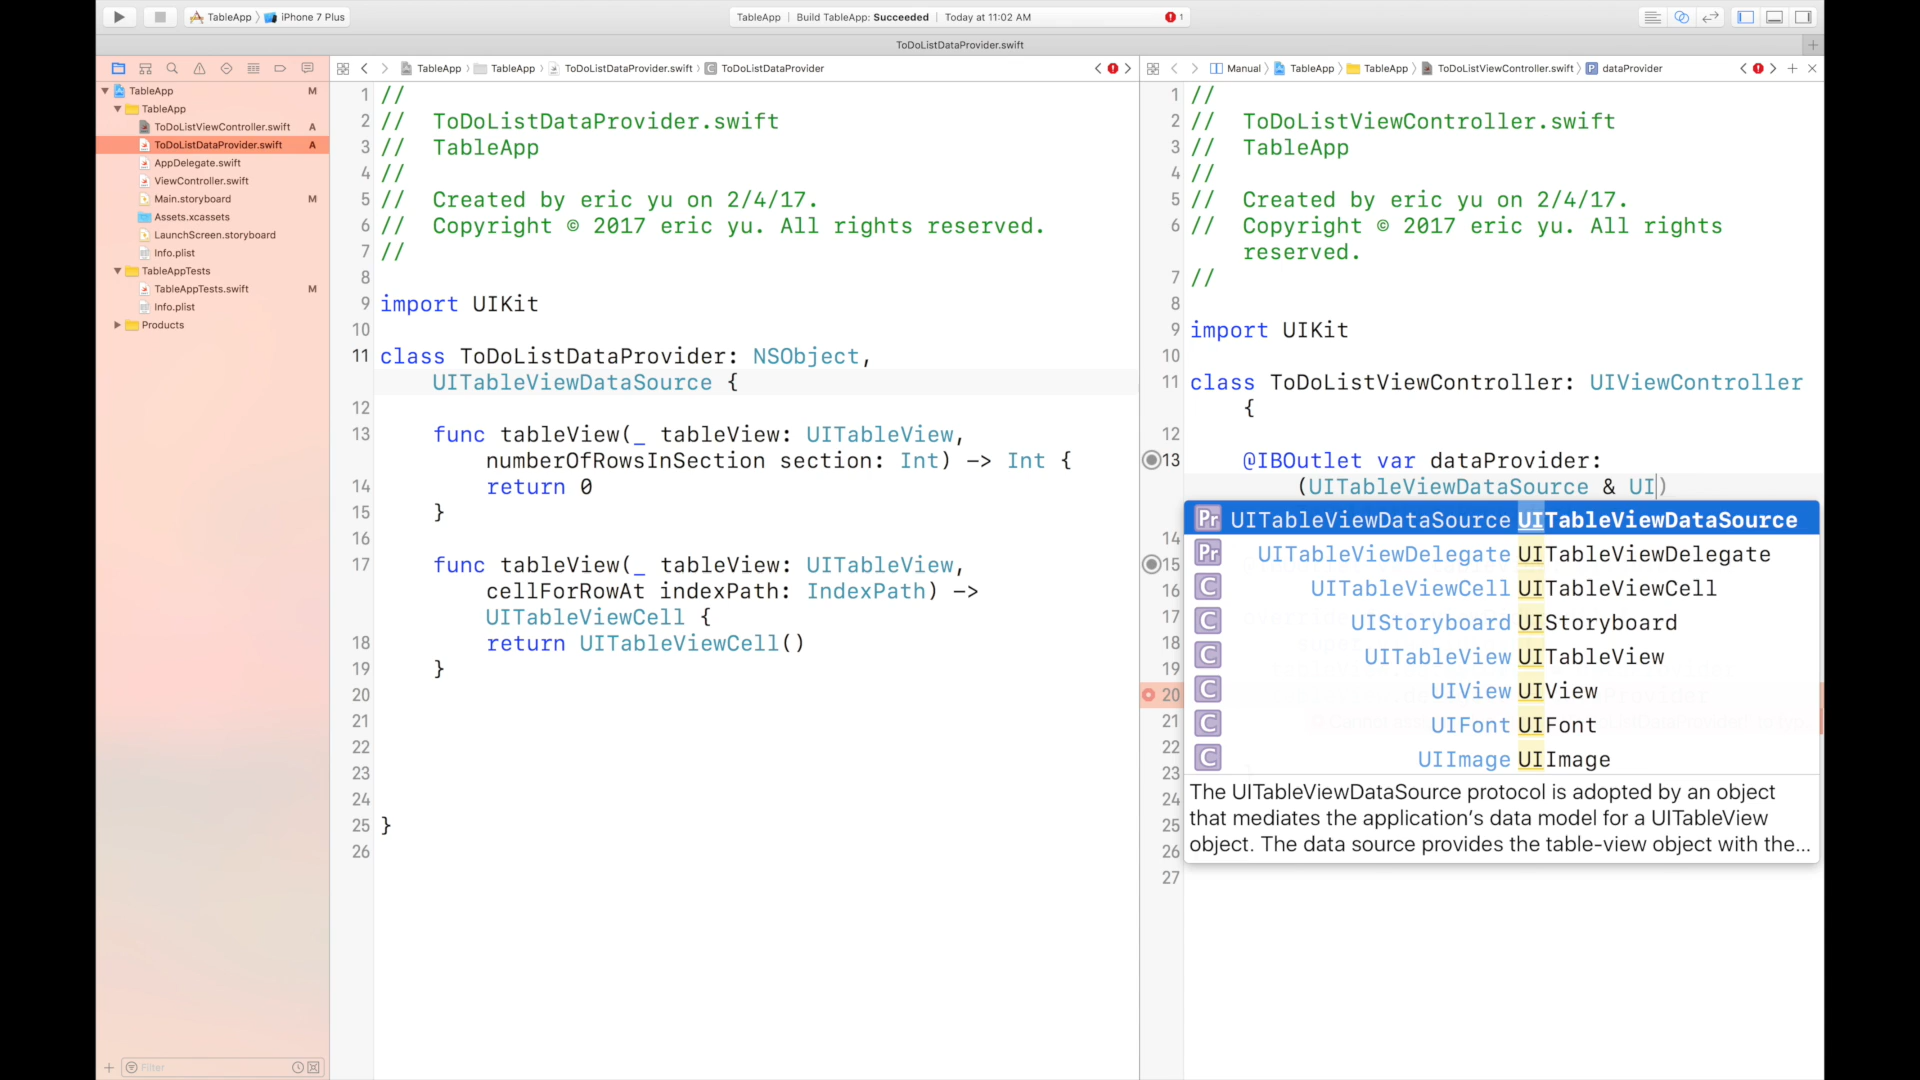 TableApp
iPhone 7 Plus
TableApp
Build TableApp: Succeeded
Today at 11:02 AM
1
ToDoListDataProvider.swift
TableApp
TableApp
ToDoListDataProvider.swift
ToDoListDataProvider
Manual
TableApp
TableApp
ToDoListViewController.swift
dataProvider
TableApp M
TableApp
ToDoListViewController.swift A
ToDoListDataProvider.swift A
AppDelegate.swift
ViewController.swift
Main.storyboard M
Assets.xcassets
LaunchScreen.storyboard
Info.plist
TableAppTests
TableAppTests.swift M
Info.plist
Products
Filter
1 //
2 // ToDoListDataProvider.swift
3 // TableApp
4 //
5 // Created by eric yu on 2/4/17.
6 // Copyright © 2017 eric yu. All rights reserved.
7 //
8
9 import UIKit
10
11 class ToDoListDataProvider: NSObject,
UITableViewDataSource {
12
13 func tableView(_ tableView: UITableView,
numberOfRowsInSection section: Int) -> Int {
14 return 0
15 }
16
17 func tableView(_ tableView: UITableView,
cellForRowAt indexPath: IndexPath) ->
UITableViewCell {
18 return UITableViewCell()
19 }
20
21
22
23
24
25 }
26
1 //
2 // ToDoListViewController.swift
3 // TableApp
4 //
5 // Created by eric yu on 2/4/17.
6 // Copyright © 2017 eric yu. All rights
reserved.
7 //
8
9 import UIKit
10
11 class ToDoListViewController: UIViewController
{
12
13 @IBOutlet var dataProvider:
(UITableViewDataSource & UI)
14
15
16
17
18
19
20
21
22
23
24
25
26
27
Pr UITableViewDataSource UITableViewDataSource
Pr UITableViewDelegate UITableViewDelegate
C UITableViewCell UITableViewCell
C UIStoryboard UIStoryboard
C UITableView UITableView
C UIView UIView
C UIFont UIFont
C UIImage UIImage
The UITableViewDataSource protocol is adopted by an object
that mediates the application's data model for a UITableView
object. The data source provides the table-view object with the...